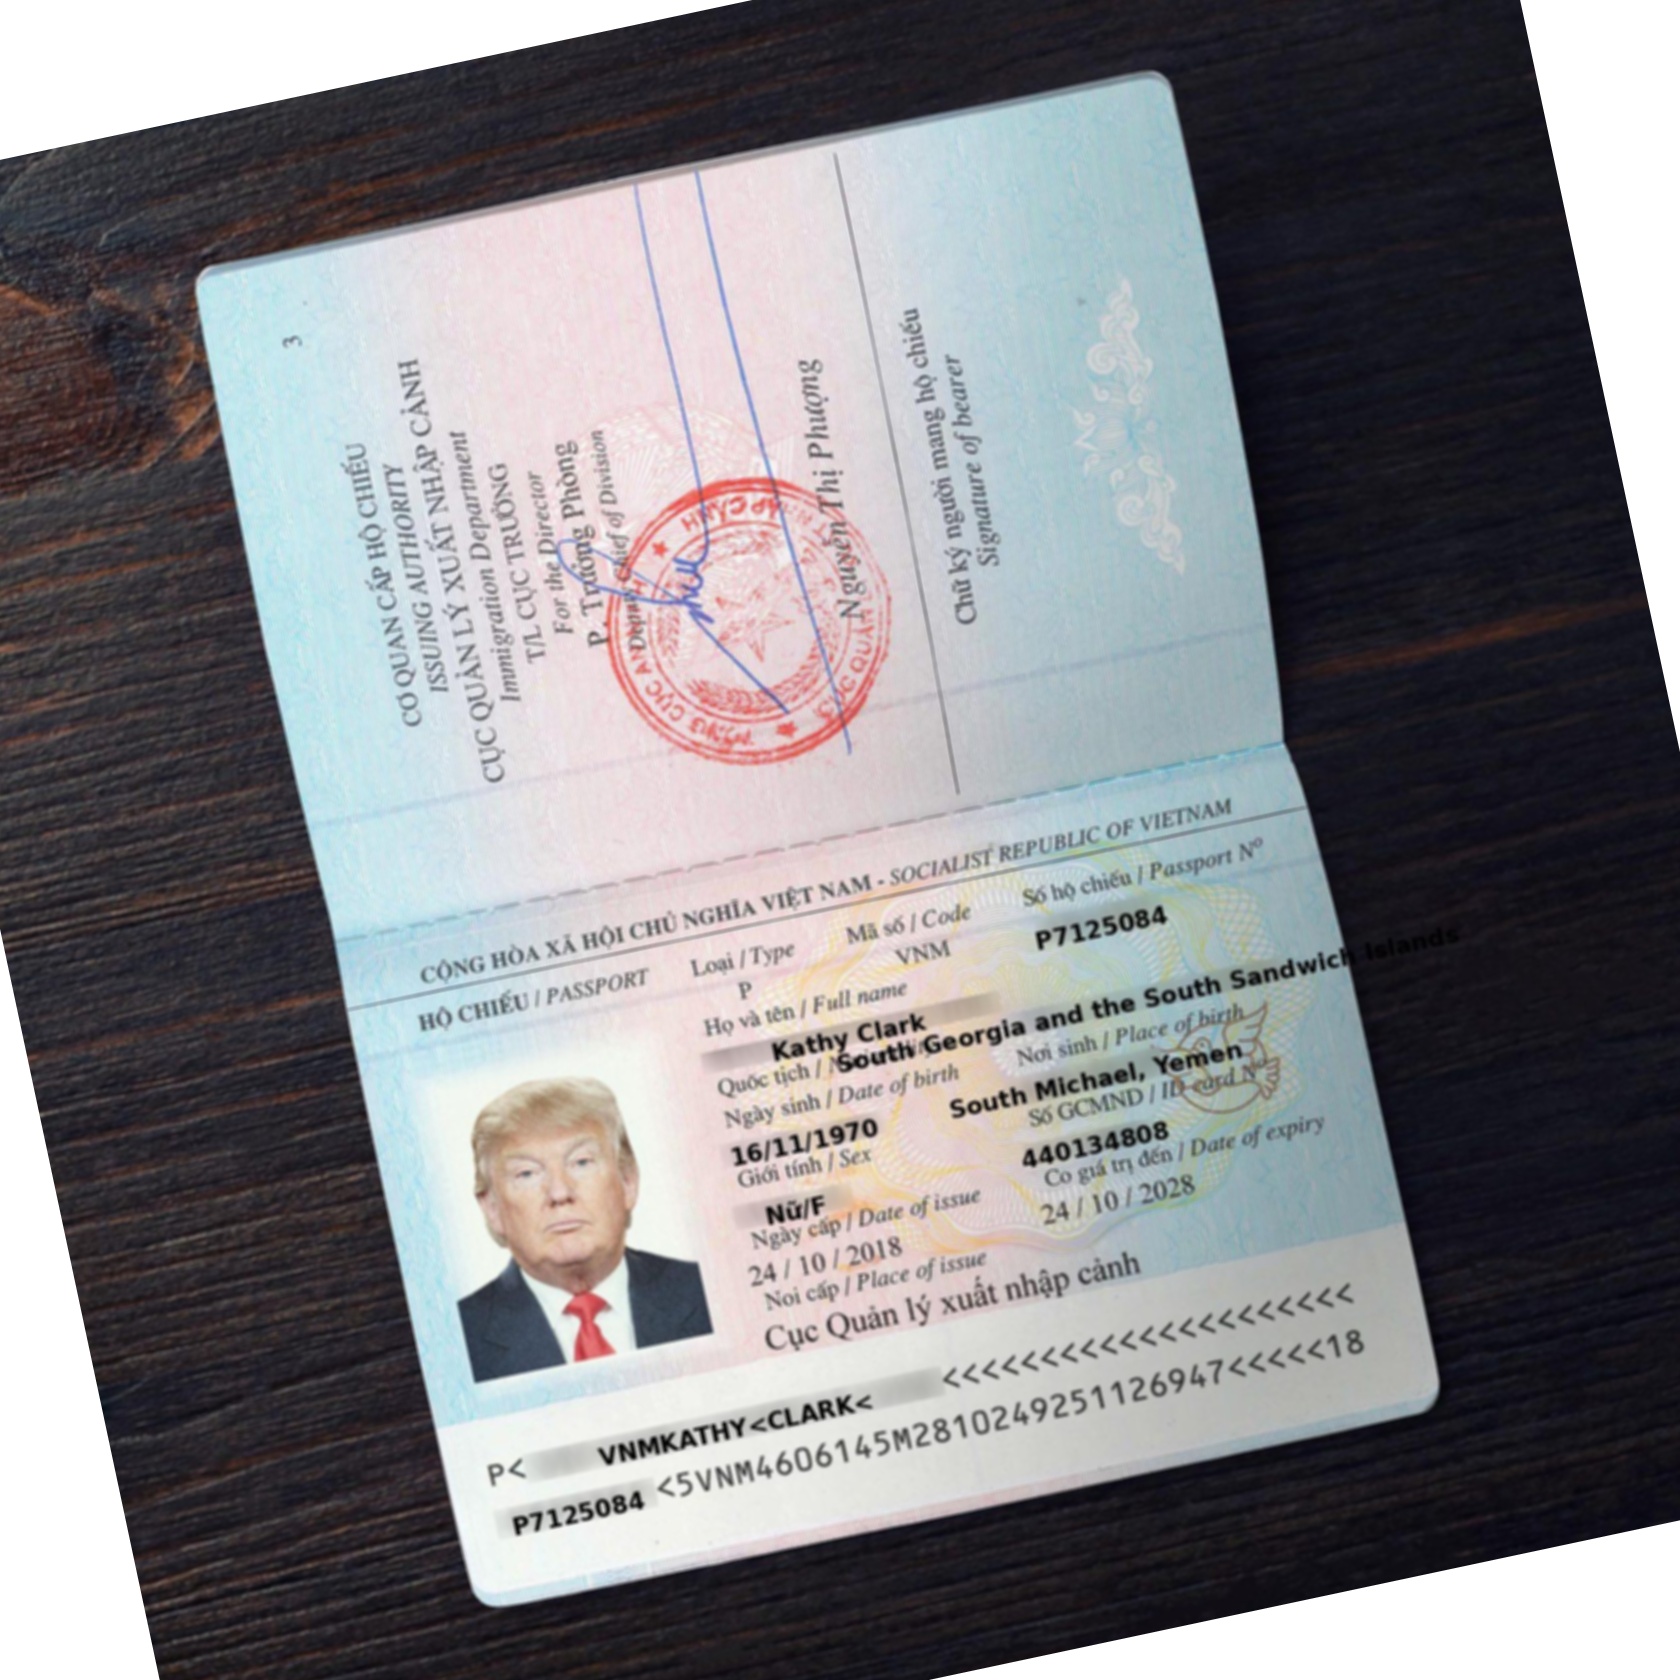 3
CƠ QUAN CẤP HỘ CHIẾU
ISSUING AUTHORITY
CỤC QUẢN LÝ XUẤT NHẬP CẢNH
Immigration Department
T/L CỤC TRƯỞNG
For the Director
P. Trưởng Phòng
Deputy Chief of Division
Nguyễn Thị Phượng
Chữ ký người mang hộ chiếu
Signature of bearer
CỘNG HÒA XÃ HỘI CHỦ NGHĨA VIỆT NAM - SOCIALIST REPUBLIC OF VIETNAM
HỘ CHIẾU / PASSPORT
Loại / Type
Mã số / Code
Số hộ chiếu / Passport Nº
P
VNM
P7125084
Họ và tên / Full name
Kathy Clark
Quốc tịch /
South Georgia and the South Sandwich Islands
Ngày sinh / Date of birth
Nơi sinh / Place of birth
16/11/1970
South Michael, Yemen
Giới tính / Sex
Số GCMND / ID card Nº
Nữ/F
440134808
Ngày cấp / Date of issue
Có giá trị đến / Date of expiry
24 / 10 / 2018
24 / 10 / 2028
Nơi cấp / Place of issue
Cục Quản lý xuất nhập cảnh
P< VNMKATHY<CLARK< <<<<<<<<<<<<<<<<<<<<<
P7125084 <5VNM4606145M2810249251126947<<<<<18